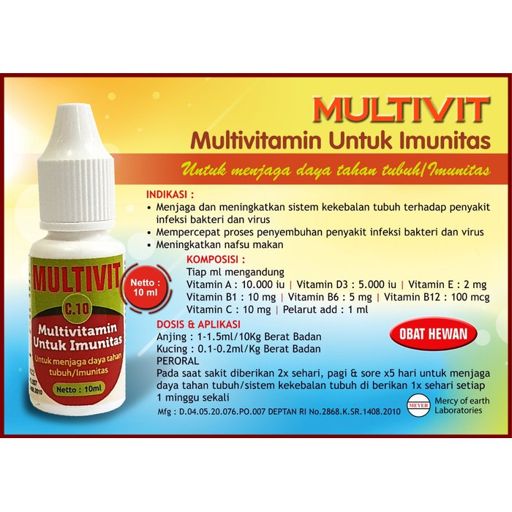 MULTIVIT
Multivitamin Untuk Imunitas
Untuk menjaga daya tahan tubuh/Imunitas
INDIKASI :
• Menjaga dan meningkatkan sistem kekebalan tubuh terhadap penyakit
infeksi bakteri dan virus
• Mempercepat proses penyembuhan penyakit infeksi bakteri dan virus
• Meningkatkan nafsu makan
KOMPOSISI :
Tiap ml mengandung
Vitamin A : 10.000 iu | Vitamin D3 : 5.000 iu | Vitamin E : 2 mg
Vitamin B1 : 10 mg | Vitamin B6 : 5 mg | Vitamin B12 : 100 mcg
Vitamin C : 10 mg | Pelarut add : 1 ml
Netto :
10 ml
DOSIS & APLIKASI
Anjing : 1-1.5ml/10Kg Berat Badan
Kucing : 0.1-0.2ml/Kg Berat Badan
PERORAL
Pada saat sakit diberikan 2x sehari, pagi & sore x5 hari untuk menjaga
daya tahan tubuh/sistem kekebalan tubuh di berikan 1x sehari setiap
1 minggu sekali
OBAT HEWAN
Mfg : D.04.05.20.076.PO.007 DEPTAN RI No.2868.K.SR.1408.2010
MEYER
Mercy of earth
Laboratories
MULTIVIT
C.10
Multivitamin
Untuk Imunitas
Untuk menjaga daya tahan
tubuh/Imunitas
Netto : 10ml